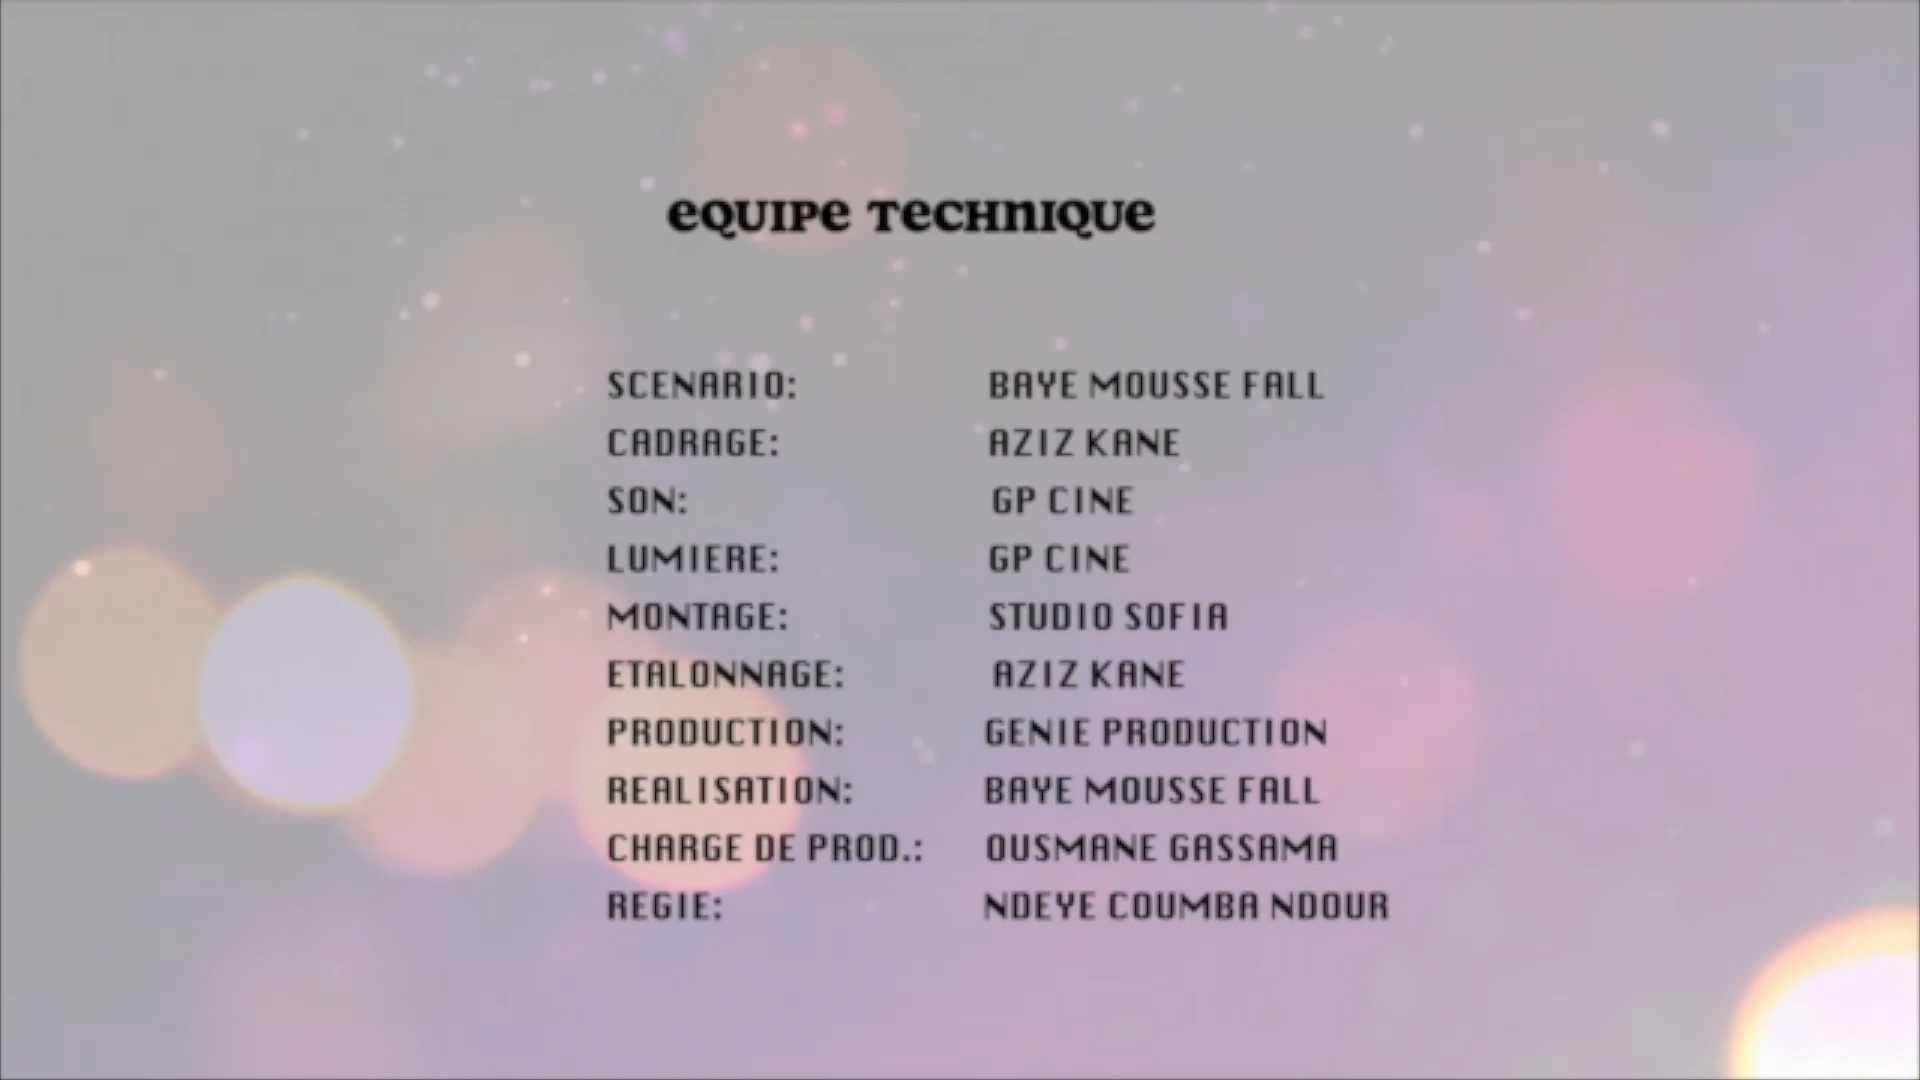 EQUIPE TECHNIQUE
SCENARIO: BAYE MOUSSE FALL
CADRAGE: AZIZ KANE
SON: GP CINE
LUMIERE: GP CINE
MONTAGE: STUDIO SOFIA
ETALONNAGE: AZIZ KANE
PRODUCTION: GENIE PRODUCTION
REALISATION: BAYE MOUSSE FALL
CHARGE DE PROD.: OUSMANE GASSAMA
REGIE: NDEYE COUMBA NDOUR